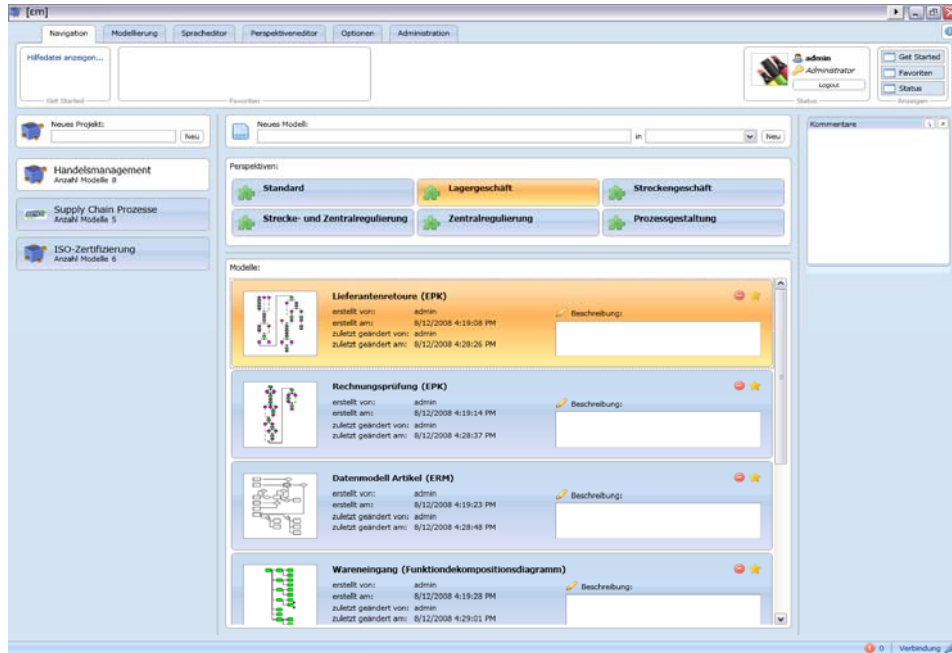 [εm]
Navigation Modellierung Spracheditor Perspektiveneditor Optionen Administration
Hilfedatei anzeigen...
Get Started
Favoriten
admin
Administrator
Logout
Status
Get Started
Favoriten
Status
Anzeigen
Neues Projekt:
Neu
Handelsmanagement
Anzahl Modelle 8
Supply Chain Prozesse
Anzahl Modelle 5
ISO-Zertifizierung
Anzahl Modelle 6
Neues Modell:
in
Neu
Perspektiven:
Standard Lagergeschäft Streckengeschäft
Strecke- und Zentralregulierung Zentralregulierung Prozessgestaltung
Modelle:
Lieferantenretoure (EPK)
erstellt von: admin
erstellt am: 8/12/2008 4:19:08 PM
zuletzt geändert von: admin
zuletzt geändert am: 8/12/2008 4:28:26 PM
Beschreibung:
Rechnungsprüfung (EPK)
erstellt von: admin
erstellt am: 8/12/2008 4:19:14 PM
zuletzt geändert von: admin
zuletzt geändert am: 8/12/2008 4:28:37 PM
Beschreibung:
Datenmodell Artikel (ERM)
erstellt von: admin
erstellt am: 8/12/2008 4:19:23 PM
zuletzt geändert von: admin
zuletzt geändert am: 8/12/2008 4:28:48 PM
Beschreibung:
Wareneingang (Funktiondekompositionsdiagramm)
erstellt von: admin
erstellt am: 8/12/2008 4:19:28 PM
zuletzt geändert von: admin
zuletzt geändert am: 8/12/2008 4:29:01 PM
Beschreibung:
Kommentare
0 Verbindung